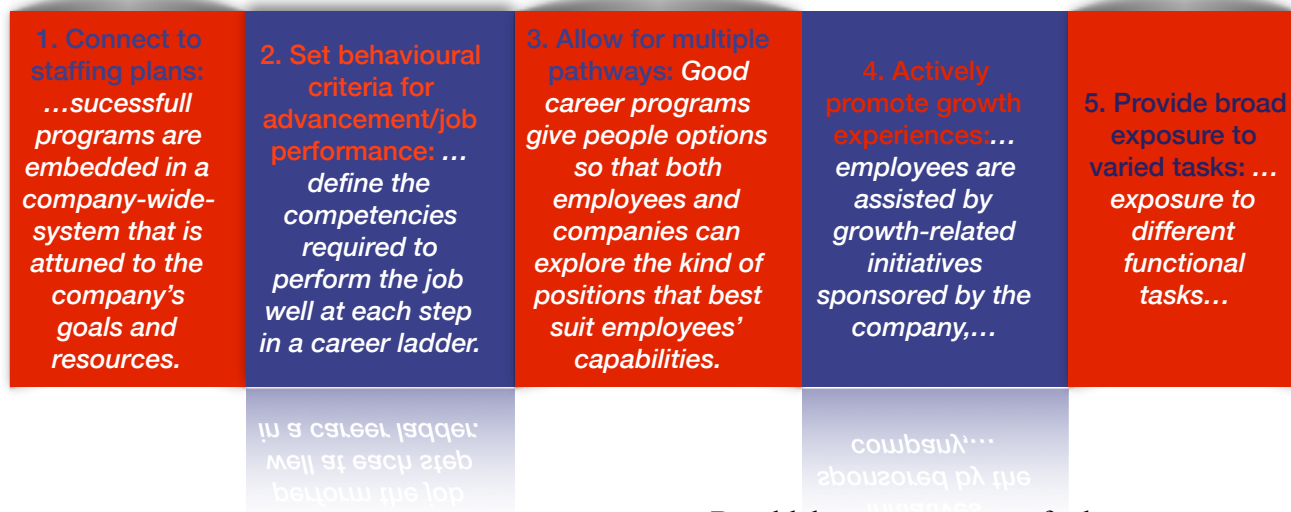 1. Connect to
staffing plans:
…sucessfull
programs are
embedded in a
company-wide-
system that is
attuned to the
company’s
goals and
resources.
2. Set behavioural
criteria for
advancement/job
performance: …
define the
competencies
required to
perform the job
well at each step
in a career ladder.
3. Allow for multiple
pathways: Good
career programs
give people options
so that both
employees and
companies can
explore the kind of
positions that best
suit employees’
capabilities.
4. Actively
promote growth
experiences:…
employees are
assisted by
growth-related
initiatives
sponsored by the
company,…
5. Provide broad
exposure to
varied tasks: …
exposure to
different
functional
tasks…